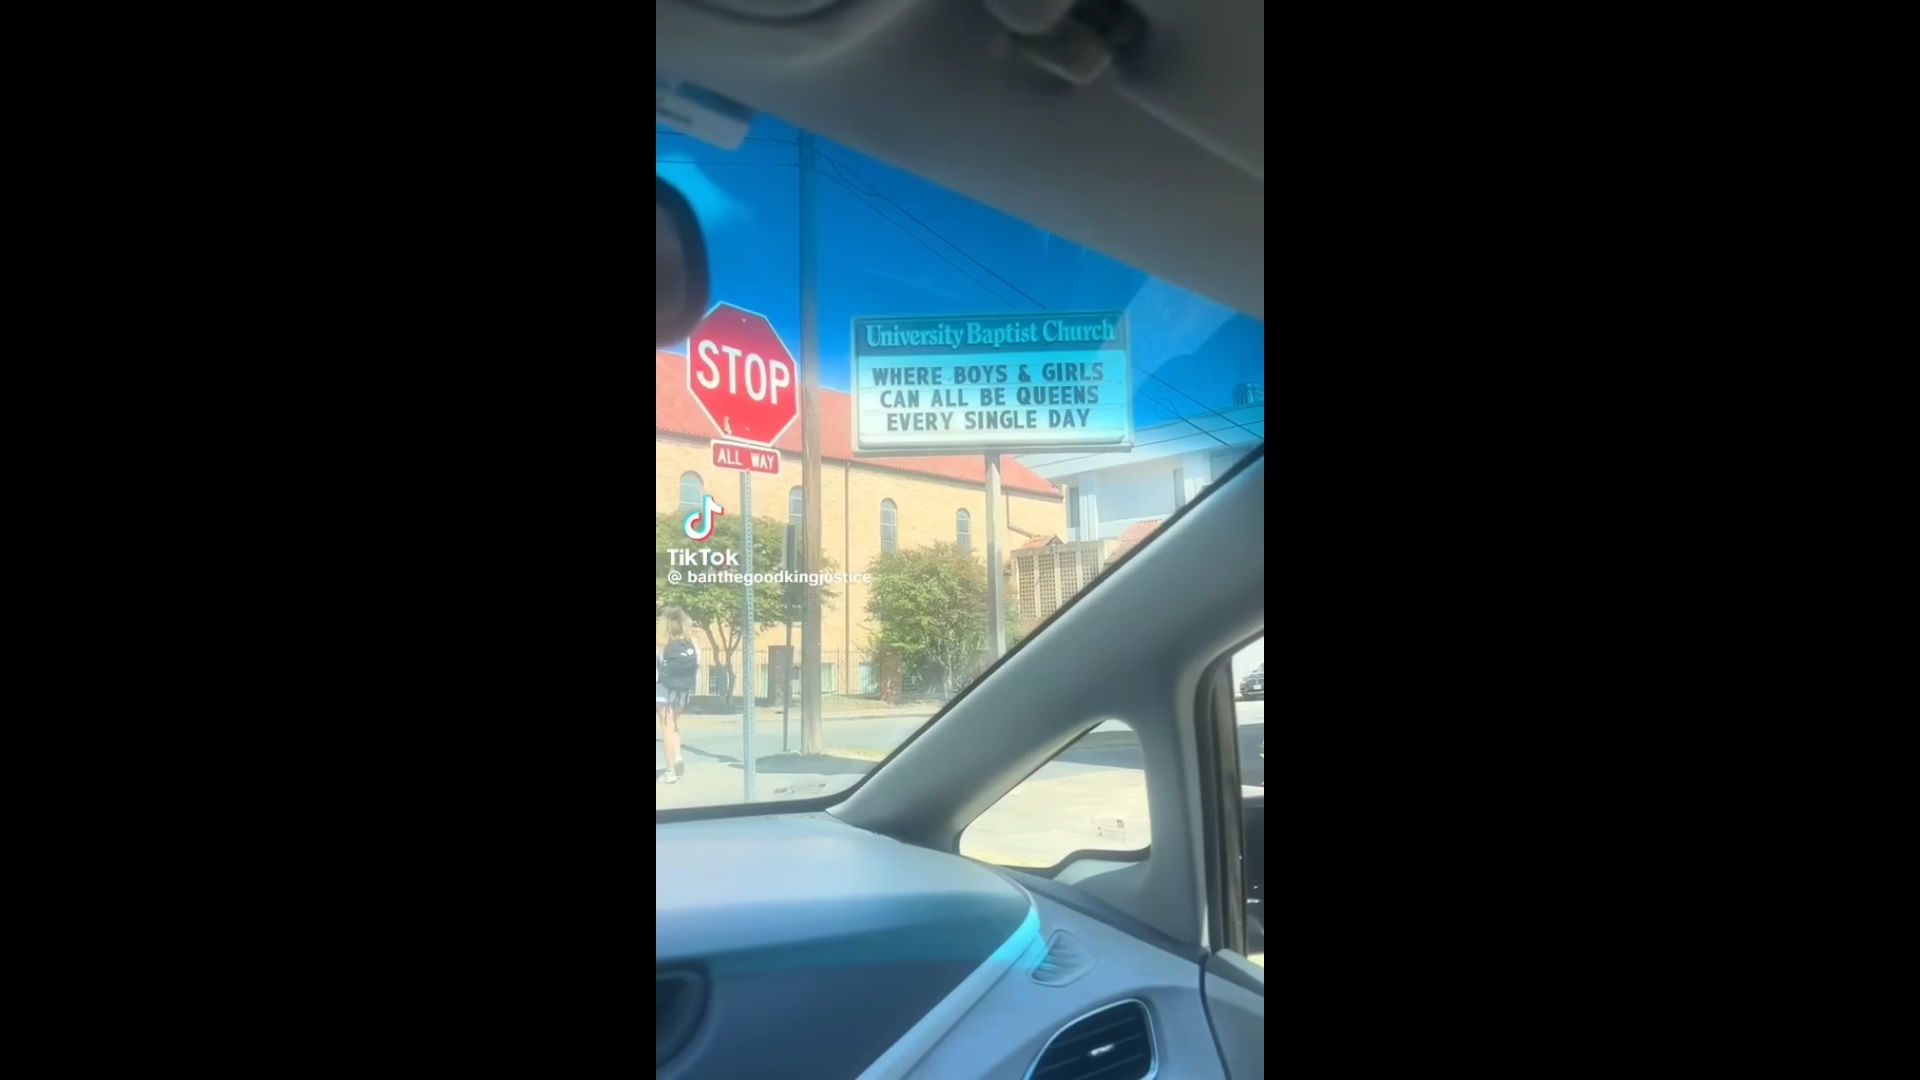 University Baptist Church
WHERE BOYS & GIRLS
CAN ALL BE QUEENS
EVERY SINGLE DAY
STOP
ALL WAY
TikTok
@ banthegoodkingjustice